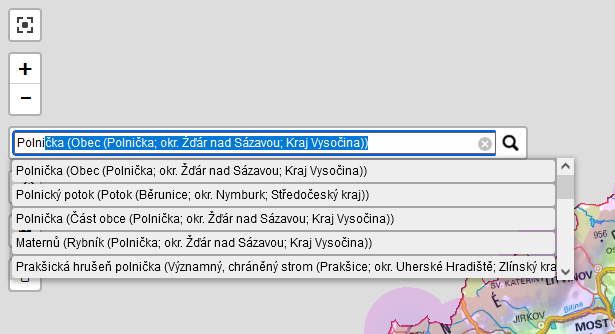 +
−
Polnička (Obec (Polnička; okr. Žďár nad Sázavou; Kraj Vysočina))
Polnička (Obec (Polnička; okr. Žďár nad Sázavou; Kraj Vysočina))
Polnický potok (Potok (Běrunice; okr. Nymburk; Středočeský kraj))
Polnička (Část obce (Polnička; okr. Žďár nad Sázavou; Kraj Vysočina))
Maternů (Rybník (Polnička; okr. Žďár nad Sázavou; Kraj Vysočina))
Prakšická hrušeň polnička (Významný, chráněný strom (Prakšice; okr. Uherské Hradiště; Zlínský kra
956
LITVÍNOV
É
JIRKOV
Bílina
MOST